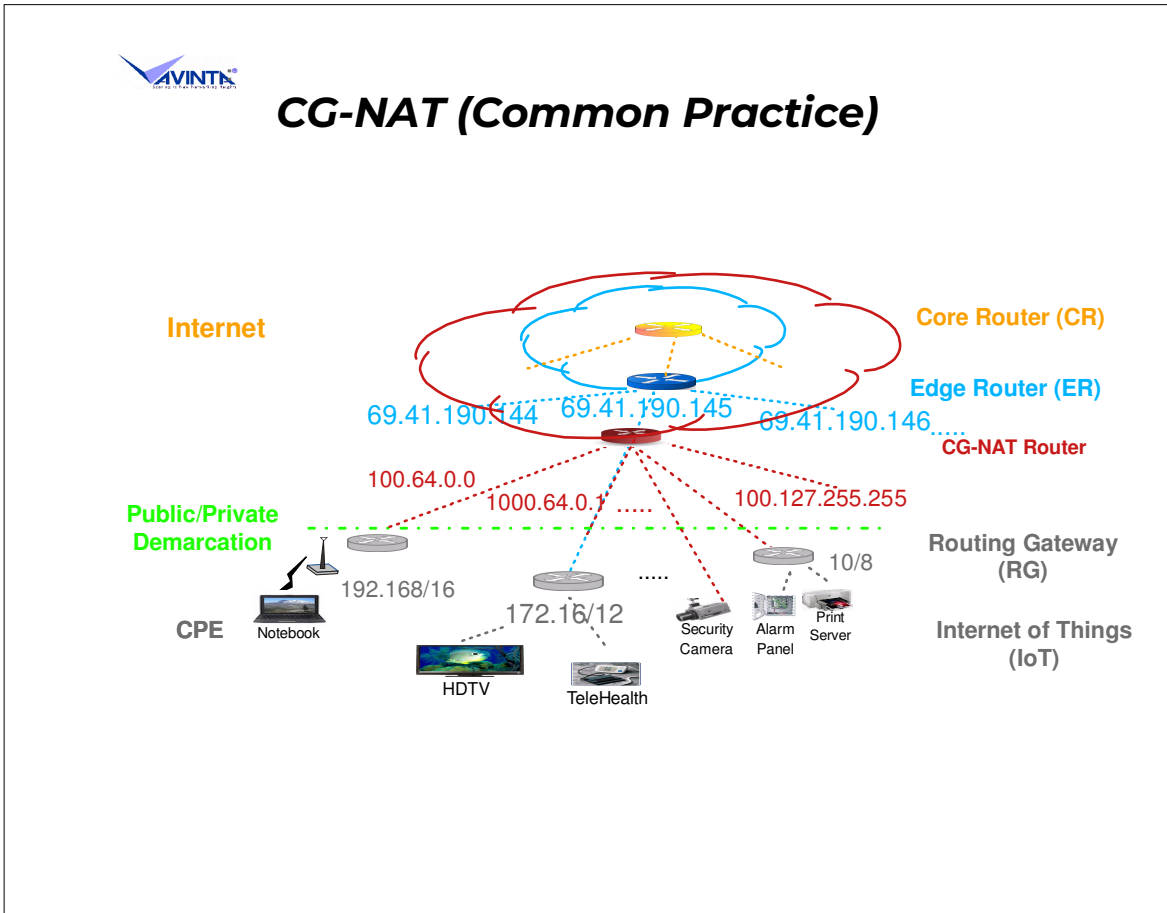 AVINTA
CG-NAT (Common Practice)
Internet
Core Router (CR)
Edge Router (ER)
69.41.190.144
69.41.190.145
69.41.190.146
.....
CG-NAT Router
100.64.0.0
1000.64.0.1
.....
100.127.255.255
Public/Private
Demarcation
Routing Gateway
(RG)
192.168/16
172.16/12
.....
10/8
CPE
Notebook
HDTV
TeleHealth
Security
Camera
Alarm
Panel
Print
Server
Internet of Things
(IoT)